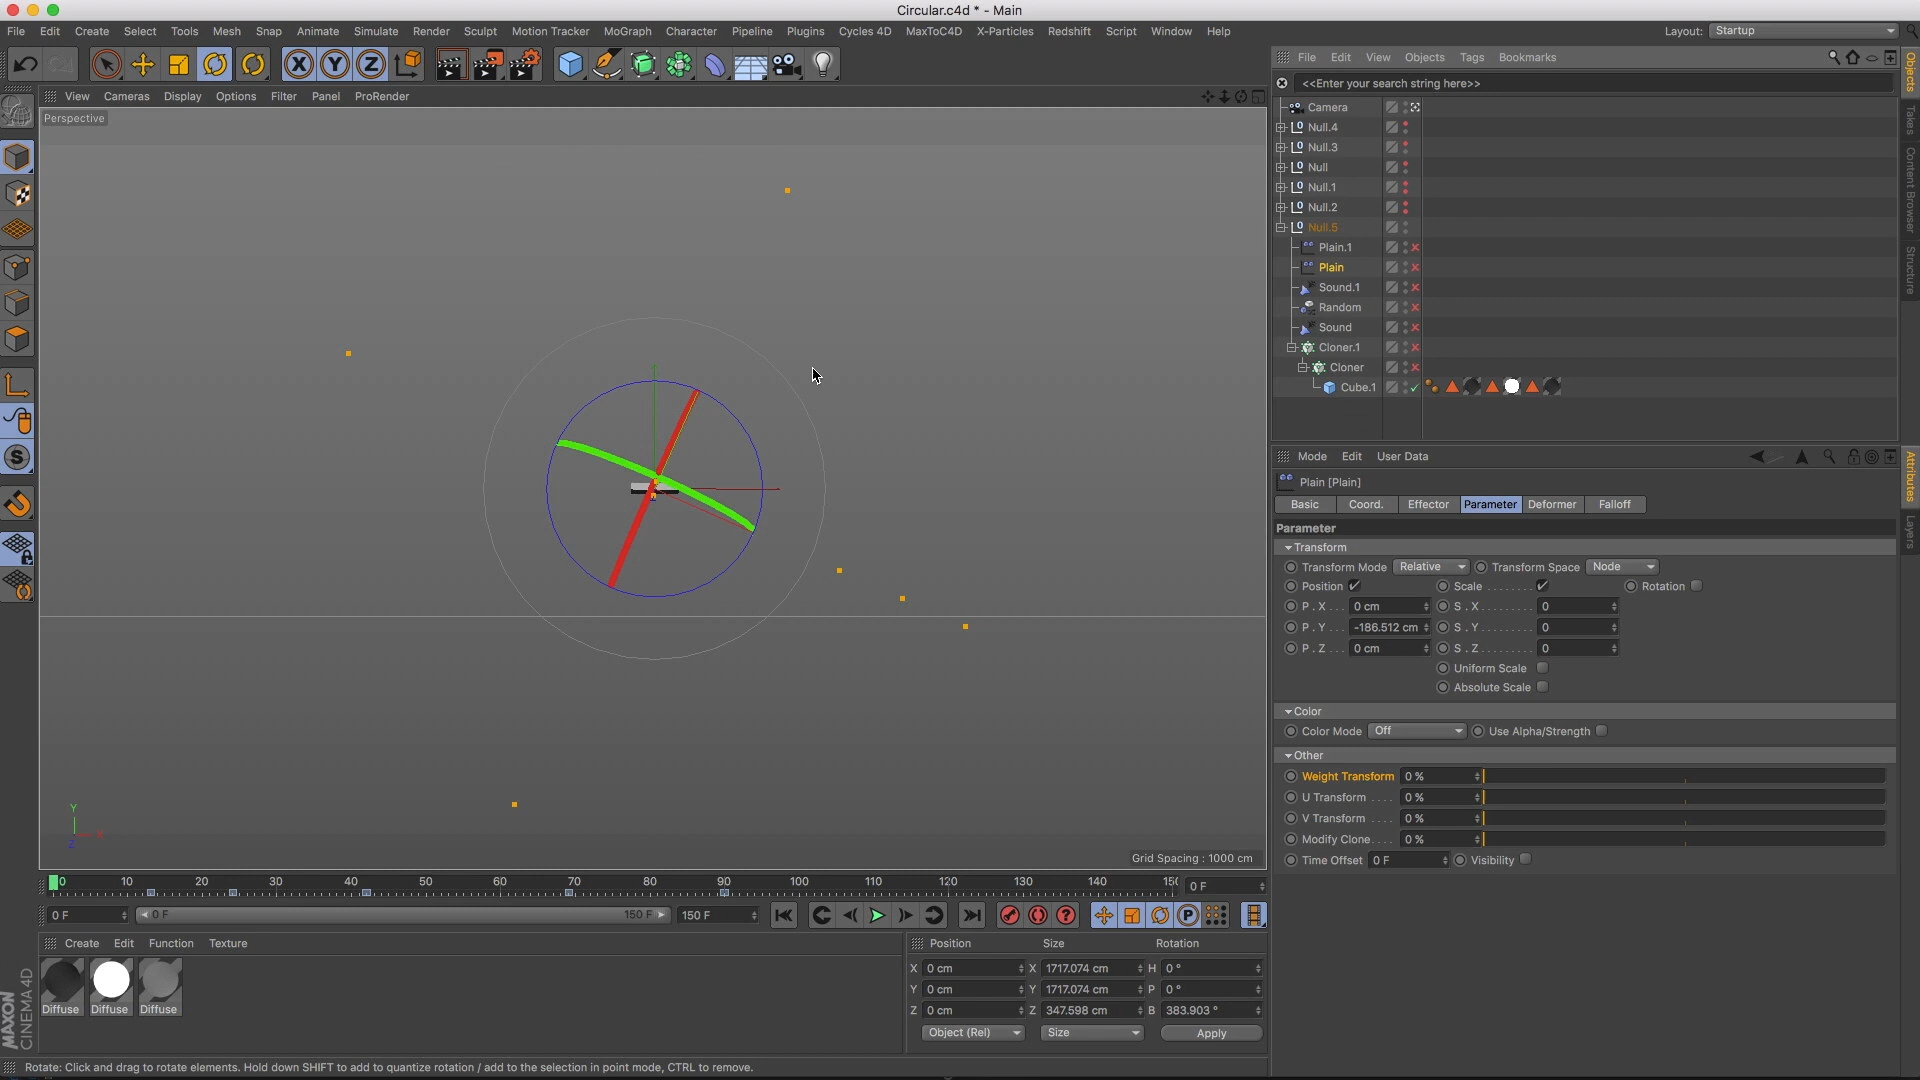 Circular.c4d * - Main
File Edit Create Select Tools Mesh Snap Animate Simulate Render Sculpt Motion Tracker MoGraph Character Pipeline Plugins Cycles 4D MaxToC4D X-Particles Redshift Script Window Help Layout: Startup
X Y Z
File Edit View Objects Tags Bookmarks
<<Enter your search string here>>
View Cameras Display Options Filter Panel ProRender
Perspective
Camera
Null.4
Null.3
Null
Null.1
Null.2
Null.5
Plain.1
Plain
Sound.1
Random
Sound
Cloner.1
Cloner
Cube.1
Objects
Takes
Content Browser
Structure
Mode Edit User Data
Plain [Plain]
Basic Coord. Effector Parameter Deformer Falloff
Parameter
Transform
Transform Mode Relative Transform Space Node
Position Scale Rotation
P . X 0 cm S . X 0
P . Y -186.512 cm S . Y 0
P . Z 0 cm S . Z 0
Uniform Scale
Absolute Scale
Color
Color Mode Off Use Alpha/Strength
Other
Weight Transform 0 %
U Transform 0 %
V Transform 0 %
Modify Clone 0 %
Time Offset 0 F Visibility
Attributes
Layers
Y
X
Z
Grid Spacing : 1000 cm
0 10 20 30 40 50 60 70 80 90 100 110 120 130 140 0 F
0 F 0 F 150 F 150 F
Create Edit Function Texture
Diffuse Diffuse Diffuse
Position Size Rotation
X 0 cm X 1717.074 cm H 0 °
Y 0 cm Y 1717.074 cm P 0 °
Z 0 cm Z 347.598 cm B 383.903 °
Object (Rel) Size Apply
MAXON
CINEMA4D
Rotate: Click and drag to rotate elements. Hold down SHIFT to add to quantize rotation / add to the selection in point mode, CTRL to remove.